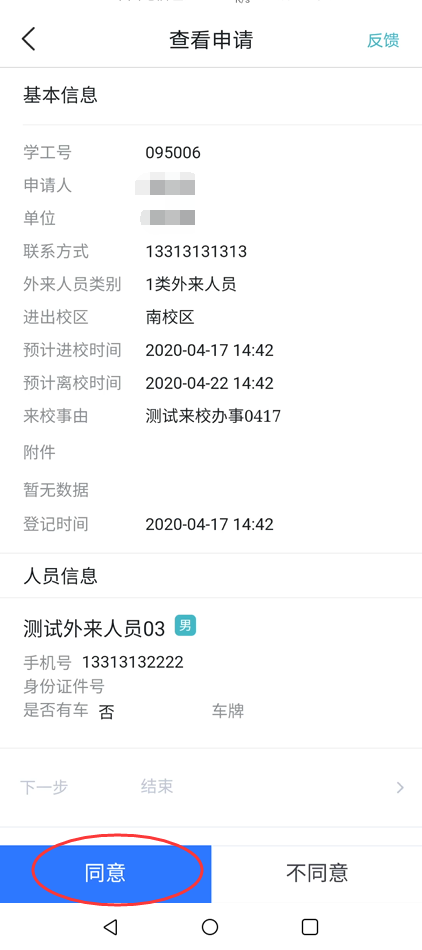 查看申请 反馈
基本信息
学工号 095006
申请人
单位
联系方式 13313131313
外来人员类别 1类外来人员
进出校区 南校区
预计进校时间 2020-04-17 14:42
预计离校时间 2020-04-22 14:42
来校事由 测试来校办事0417
附件
暂无数据
登记时间 2020-04-17 14:42
人员信息
测试外来人员03 男
手机号 13313132222
身份证件号
是否有车 否 车牌
下一步 结束
同意 不同意